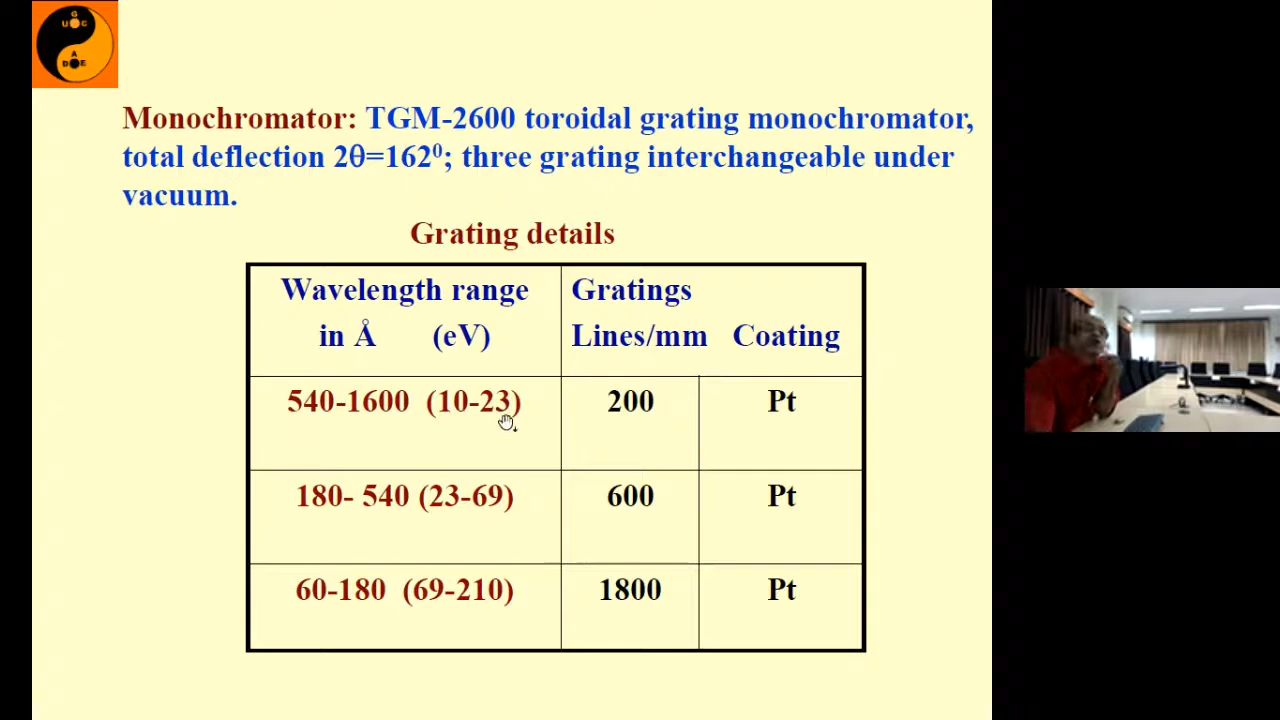 G
U G C
A
D E
Monochromator: TGM-2600 toroidal grating monochromator,
total deflection 2θ=162⁰; three grating interchangeable under
vacuum.
Grating details
Wavelength range
in Å (eV)
Gratings
Lines/mm Coating
540-1600 (10-23) 200 Pt
180- 540 (23-69) 600 Pt
60-180 (69-210) 1800 Pt